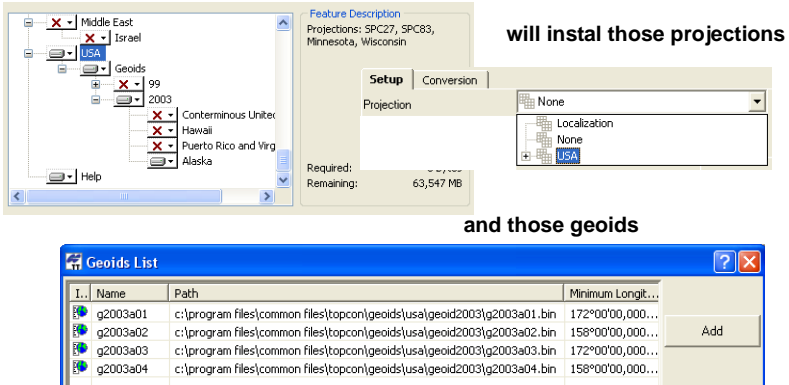 Middle East
Israel
USA
Geoids
99
2003
Conterminous United
Hawaii
Puerto Rico and Virg
Alaska
Help
Feature Description
Projections: SPC27, SPC83,
Minnesota, Wisconsin
Required:
Remaining: 63,547 MB
will instal those projections
Setup Conversion
Projection None
Localization
None
USA
and those geoids
Geoids List
I.. Name Path Minimum Longit...
g2003a01 c:\program files\common files\topcon\geoids\usa\geoid2003\g2003a01.bin 172°00'00,000...
g2003a02 c:\program files\common files\topcon\geoids\usa\geoid2003\g2003a02.bin 158°00'00,000...
g2003a03 c:\program files\common files\topcon\geoids\usa\geoid2003\g2003a03.bin 172°00'00,000...
g2003a04 c:\program files\common files\topcon\geoids\usa\geoid2003\g2003a04.bin 158°00'00,000...
Add